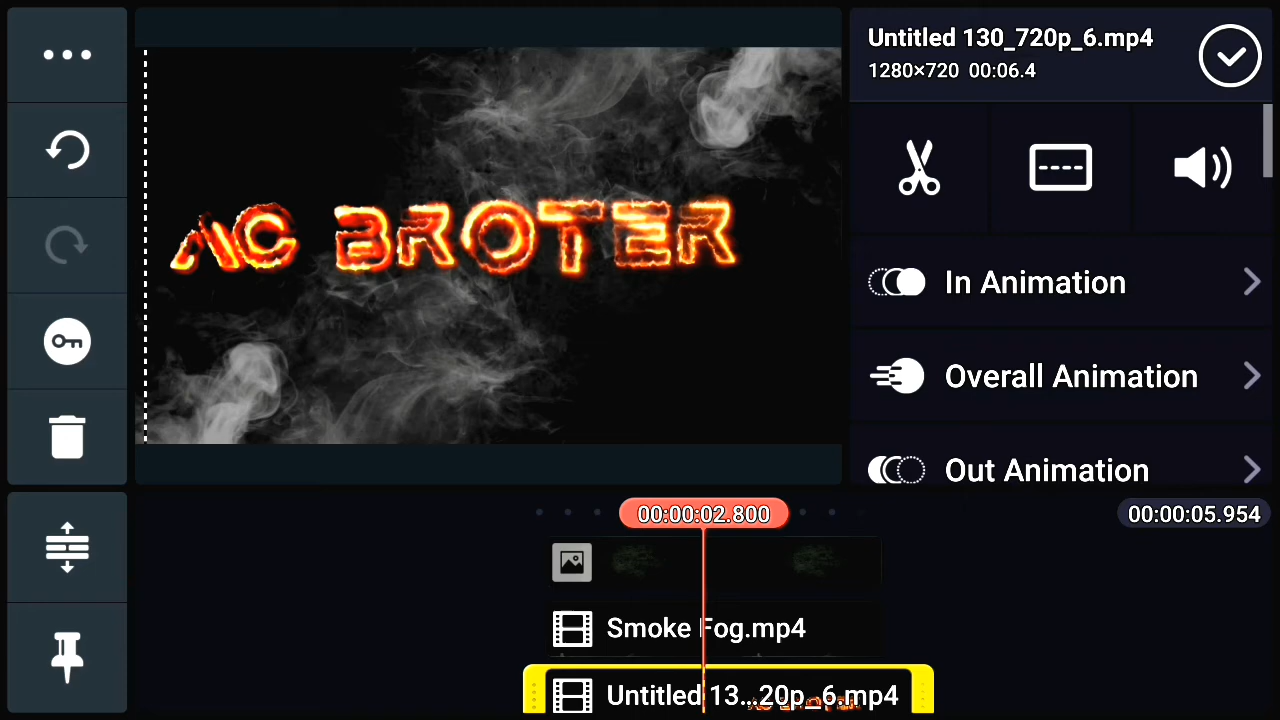 Untitled 130_720p_6.mp4
1280×720 00:06.4
AC BROTER
In Animation
Overall Animation
Out Animation
00:00:02.800
00:00:05.954
Smoke Fog.mp4
Untitled 13...20p_6.mp4